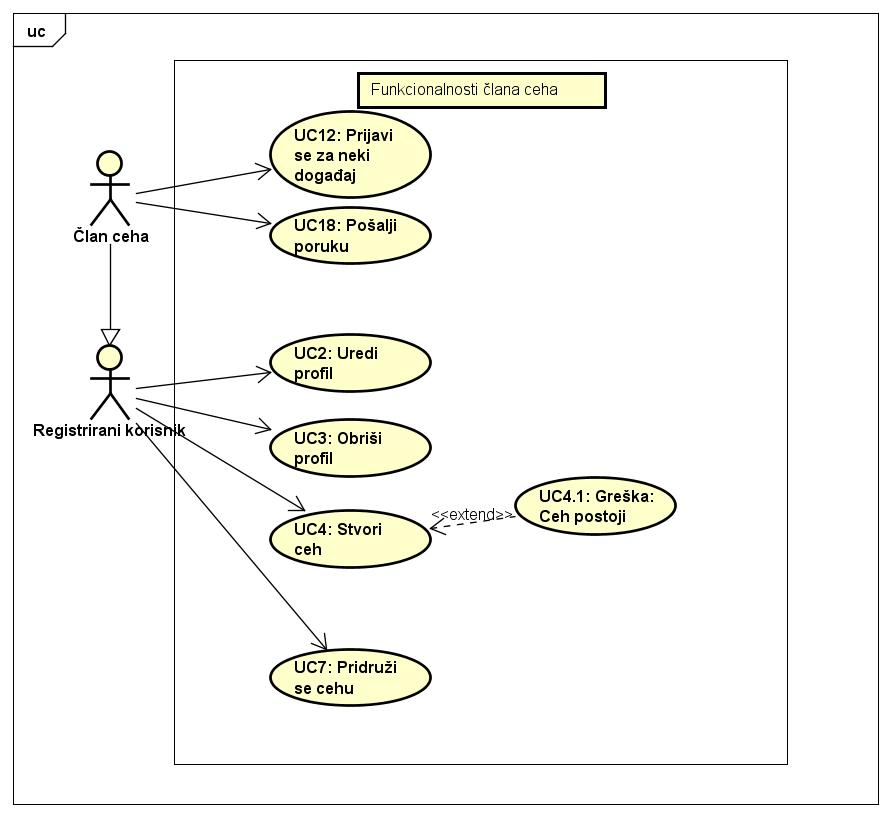 uc
Funkcionalnosti člana ceha
UC12: Prijavi
se za neki
događaj
Član ceha
UC18: Pošalji
poruku
UC2: Uredi
profil
Registrirani korisnik
UC3: Obriši
profil
UC4: Stvori
ceh
<<extend>>
UC4.1: Greška:
Ceh postoji
UC7: Pridruži
se cehu